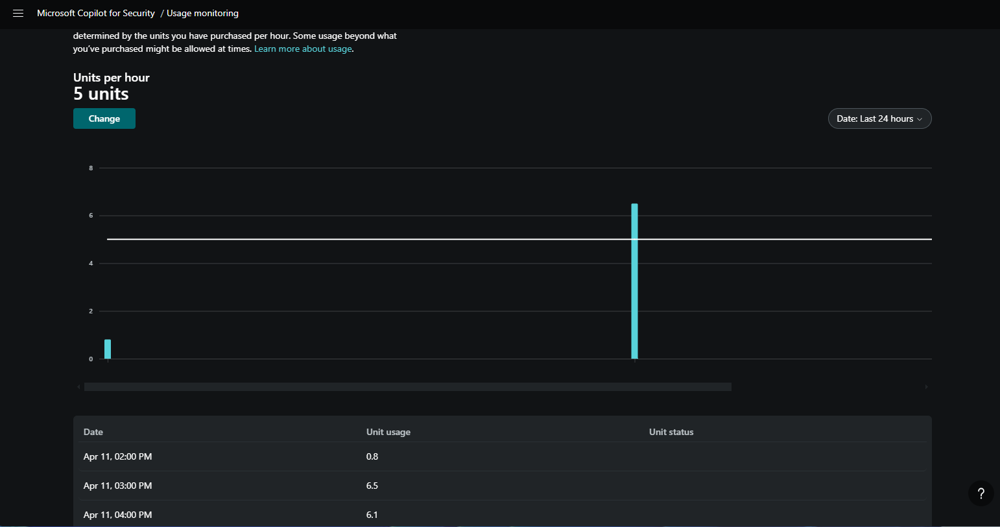 Microsoft Copilot for Security / Usage monitoring
determined by the units you have purchased per hour. Some usage beyond what
you've purchased might be allowed at times. Learn more about usage.
Units per hour
5 units
Change
Date: Last 24 hours
8
6
4
2
0
Date Unit usage Unit status
Apr 11, 02:00 PM 0.8
Apr 11, 03:00 PM 6.5
Apr 11, 04:00 PM 6.1
?